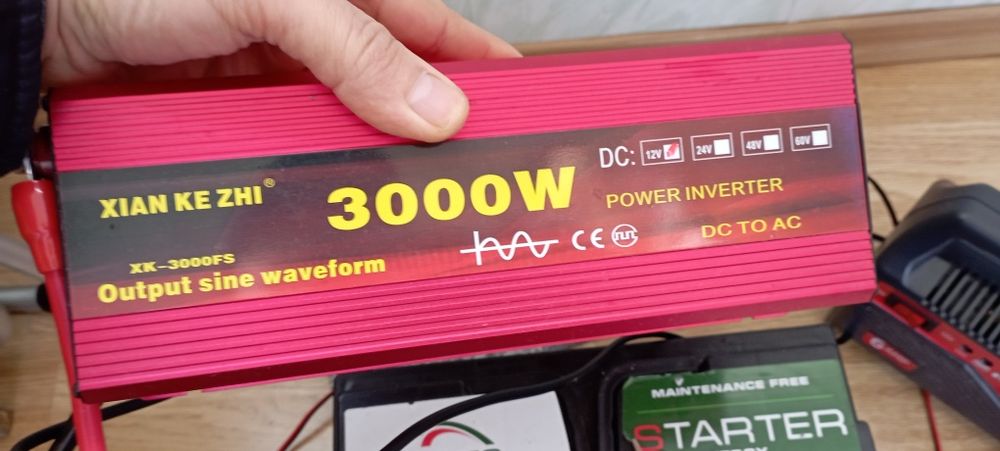 DC: 12V 24V 48V 60V
XIAN KE ZHI®
3000W
POWER INVERTER
XK-3000FS
CE
DC TO AC
Output sine waveform
MAINTENANCE FREE
STARTER